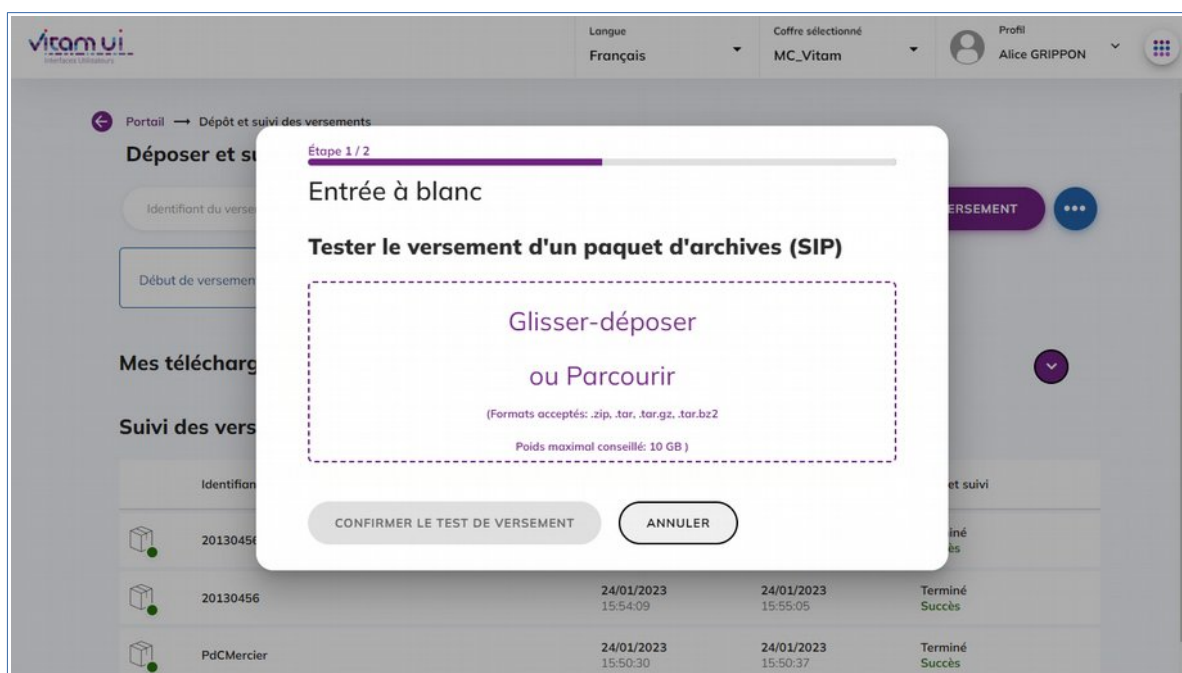 vitam ui
Interfaces Utilisateurs
Langue
Français
Coffre sélectionné
MC_Vitam
Profil
Alice GRIPPON
Portail → Dépôt et suivi des versements
Déposer et su
Identifiant du verse
ERSEMENT
Début de versemen
Mes télécharg
Suivi des vers
Étape 1 / 2
Entrée à blanc
Tester le versement d'un paquet d'archives (SIP)
Glisser-déposer
ou Parcourir
(Formats acceptés: .zip, .tar, .tar.gz, .tar.bz2
Poids maximal conseillé: 10 GB )
CONFIRMER LE TEST DE VERSEMENT
ANNULER
Identifian
et suivi
2013045
iné
ès
20130456
24/01/2023
15:54:09
24/01/2023
15:55:05
Terminé
Succès
PdCMercier
24/01/2023
15:50:30
24/01/2023
15:50:37
Terminé
Succès